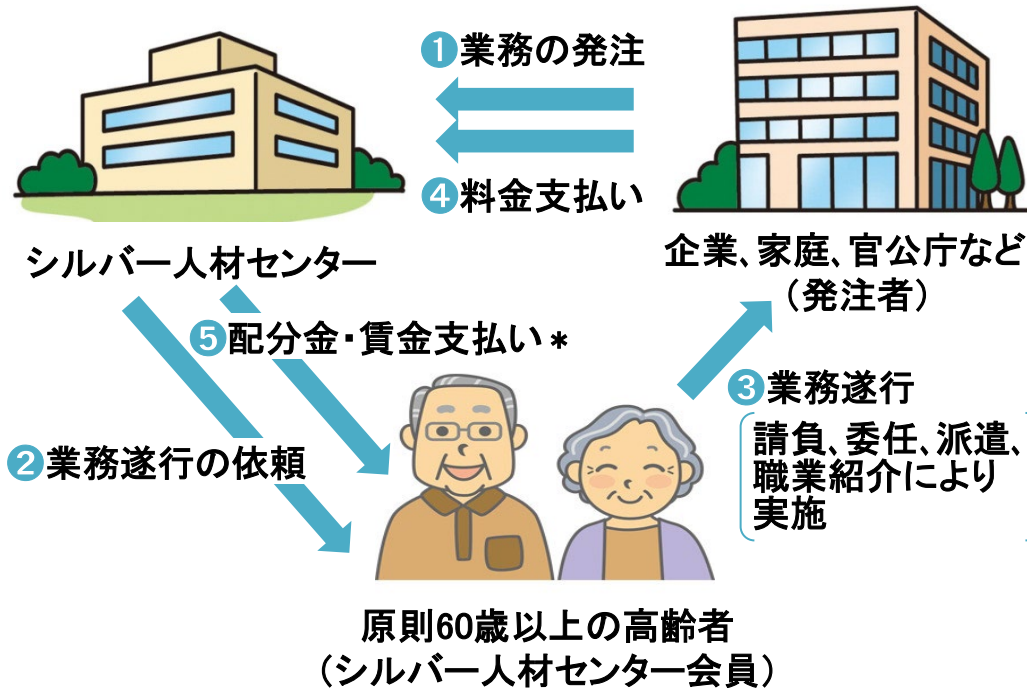 ❶業務の発注
❹料金支払い
シルバー人材センター
企業、家庭、官公庁など
（発注者）
❺配分金・賃金支払い＊
❸業務遂行
請負、委任、派遣、
職業紹介により
実施
❷業務遂行の依頼
原則60歳以上の高齢者
（シルバー人材センター会員）